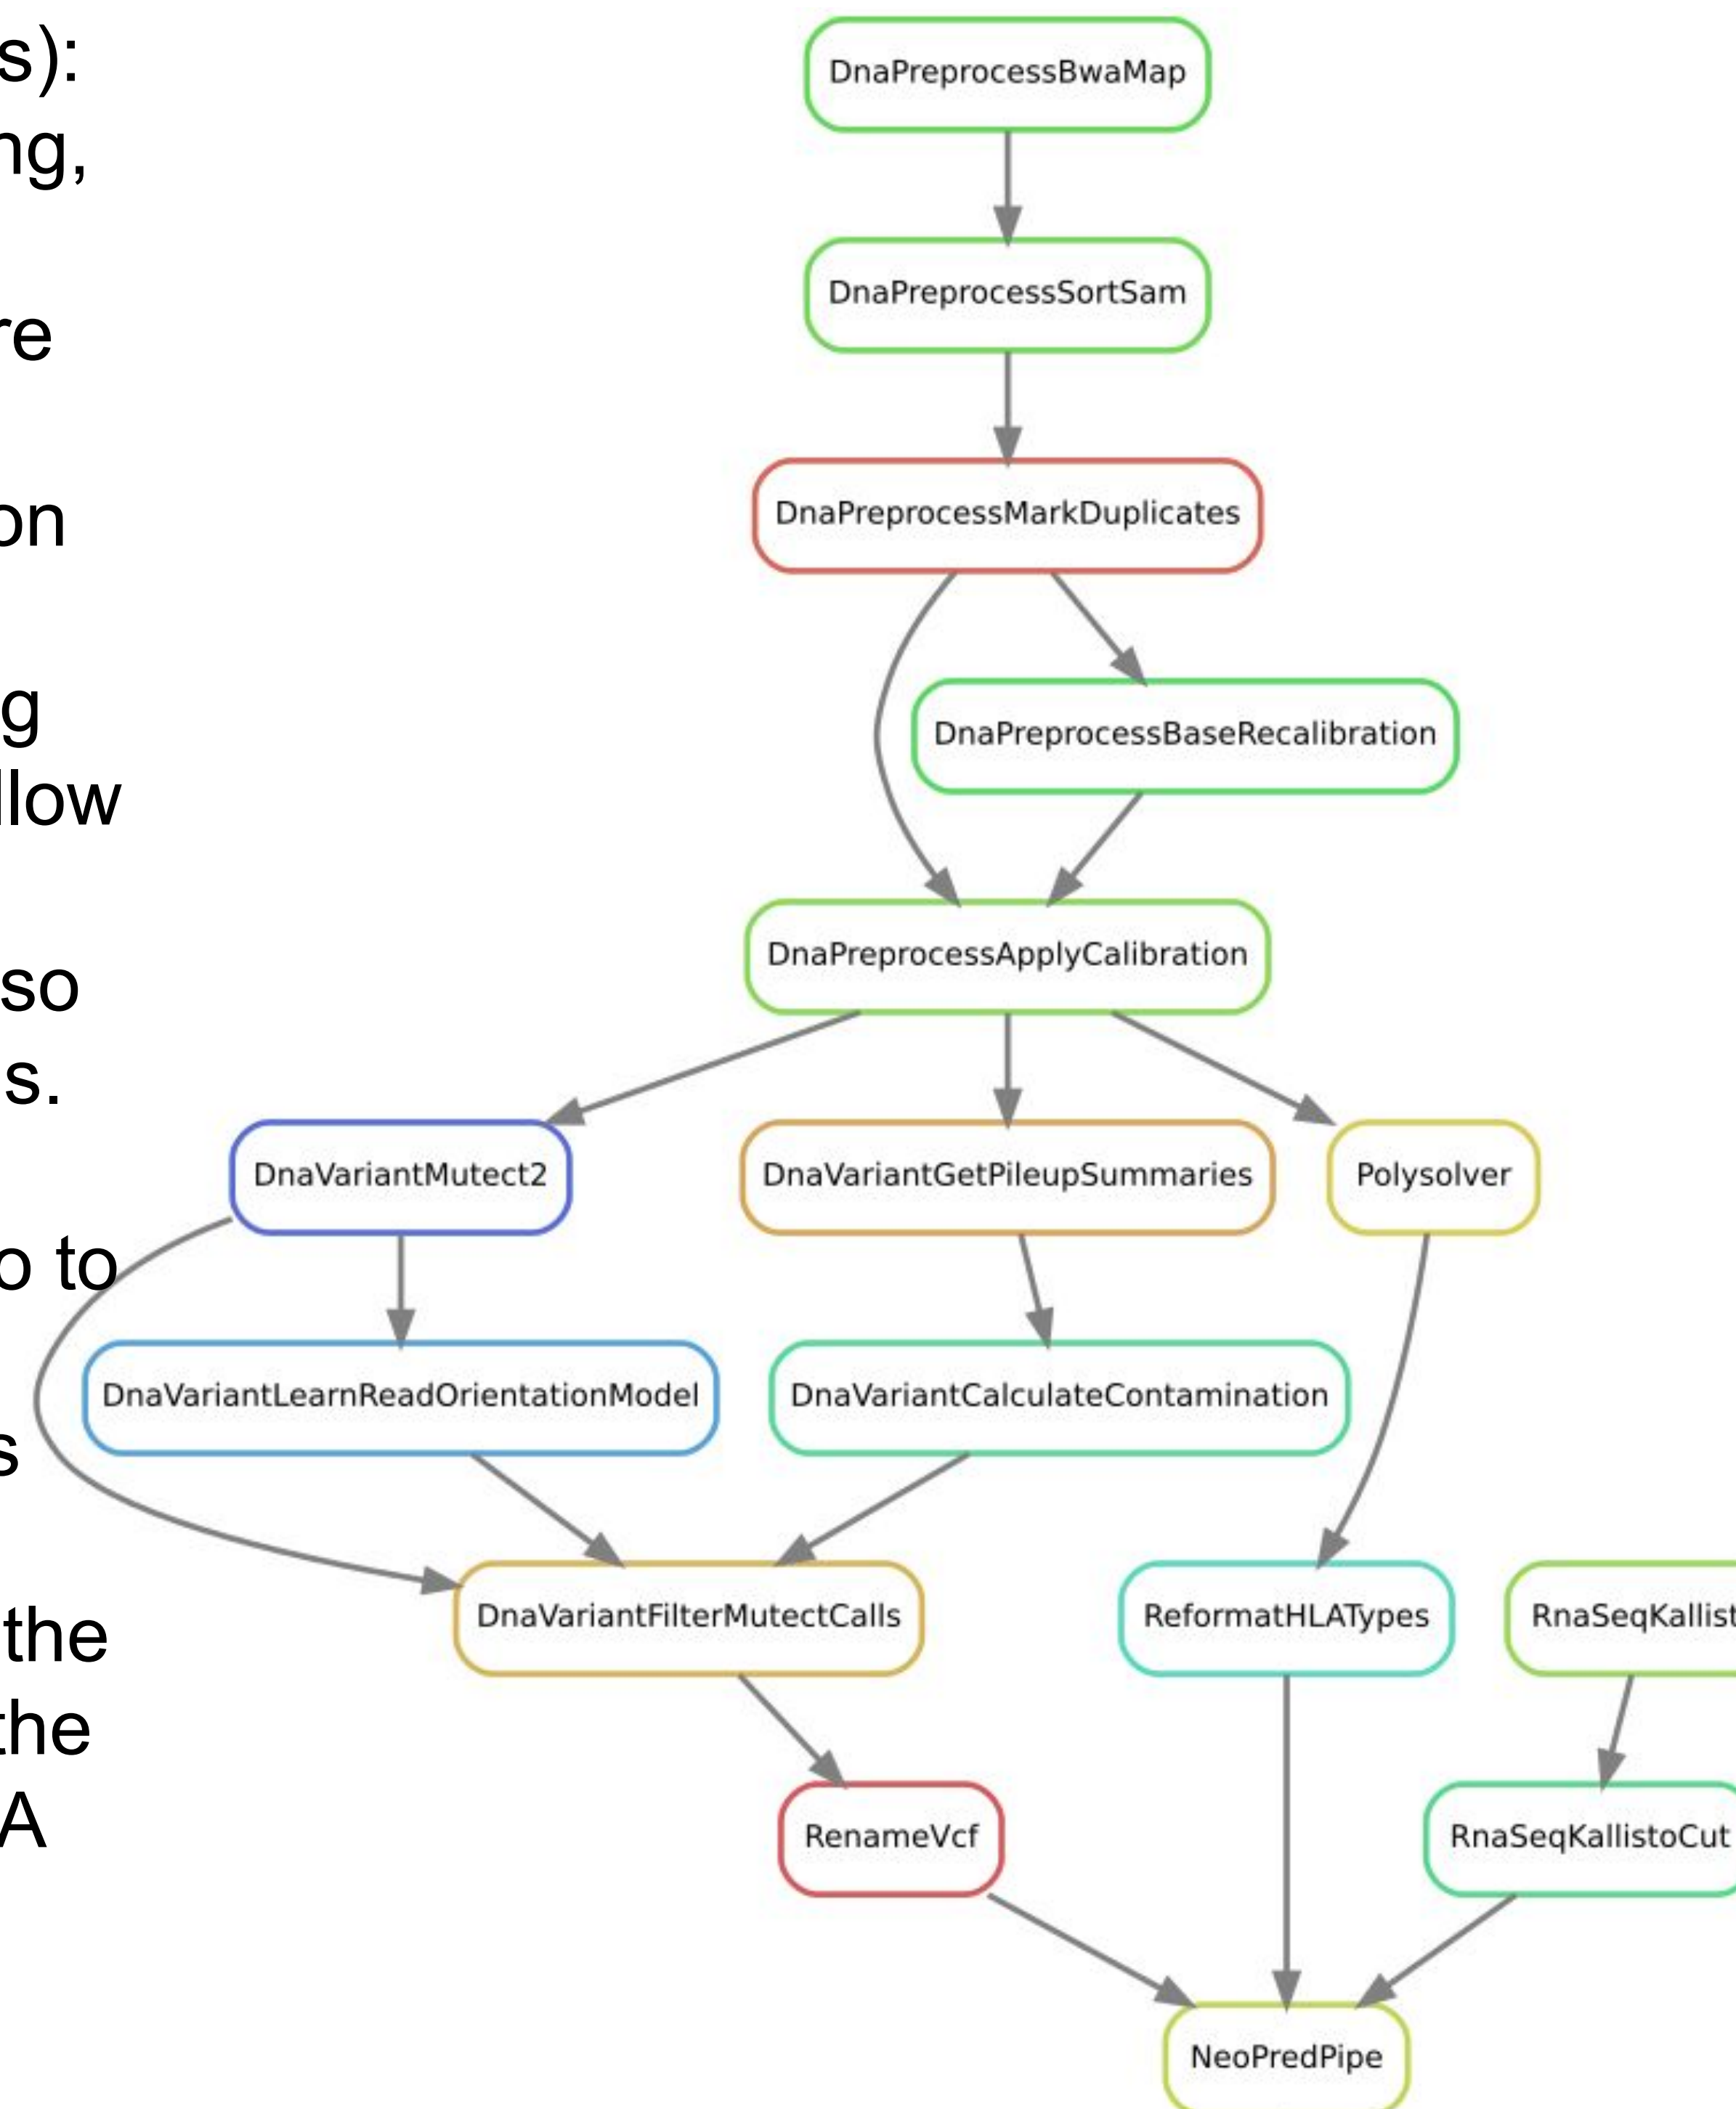 s):
ng,
re
on
g
llow
so
s.
o to
s
the
the
A
DnaPreprocessBwaMap
DnaPreprocessSortSam
DnaPreprocessMarkDuplicates
DnaPreprocessBaseRecalibration
DnaPreprocessApplyCalibration
DnaVariantMutect2
DnaVariantGetPileupSummaries
Polysolver
DnaVariantLearnReadOrientationModel
DnaVariantCalculateContamination
DnaVariantFilterMutectCalls
ReformatHLATypes
RnaSeqKallist
RenameVcf
RnaSeqKallistoCut
NeoPredPipe